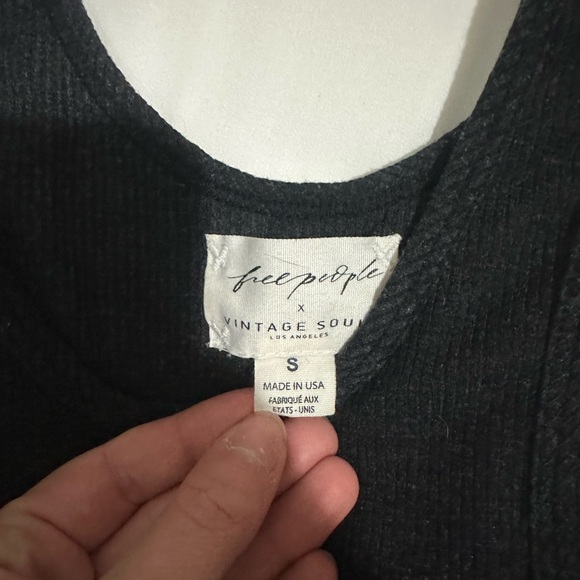 free people
X
VINTAGE SOUL
LOS ANGELES
S
MADE IN USA
FABRIQUÉ AUX
ETATS - UNIS